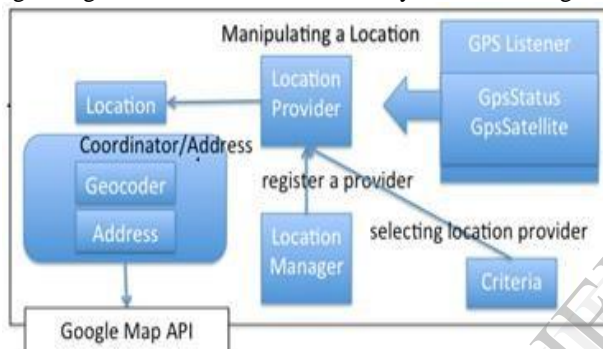 Manipulating a Location
GPS Listener
GpsStatus
GpsSatellite
Location
Provider
Location
Coordinator/Address
Geocoder
Address
register a provider
Location
Manager
selecting location provider
Criteria
Google Map API